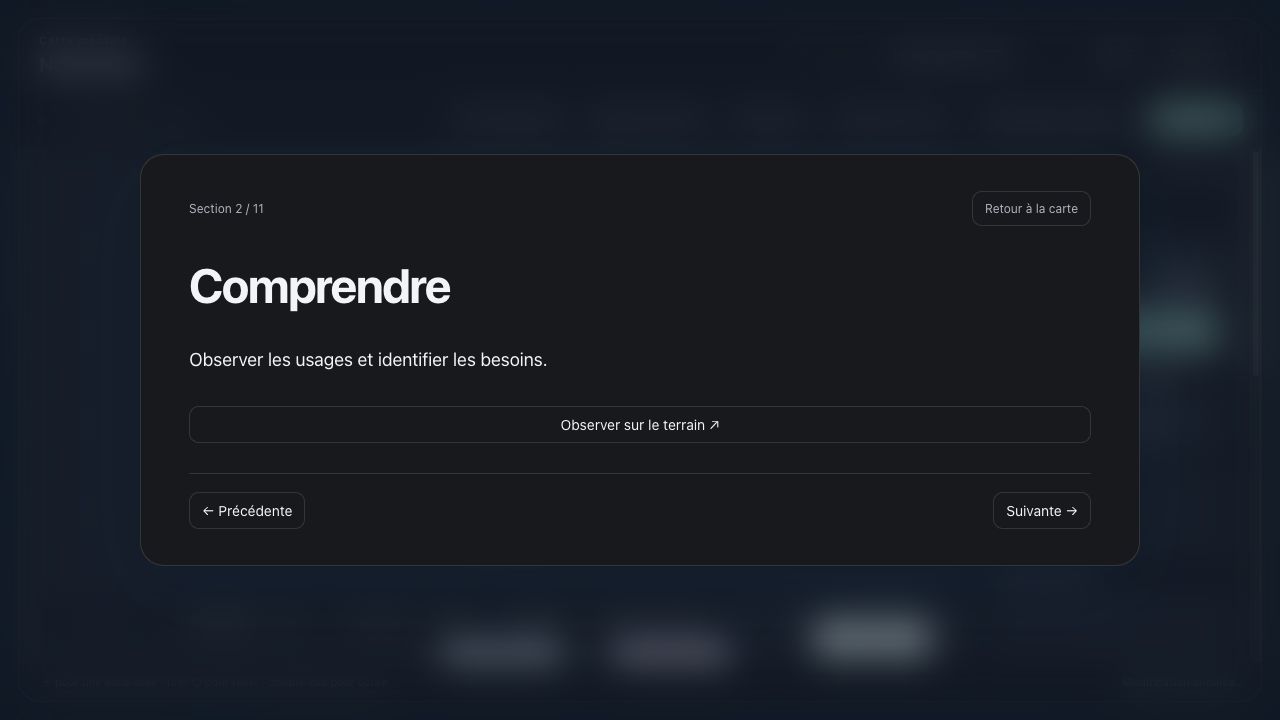 Section 2 / 11
Retour à la carte
Comprendre
Observer les usages et identifier les besoins.
Observer sur le terrain ↗
← Précédente
Suivante →